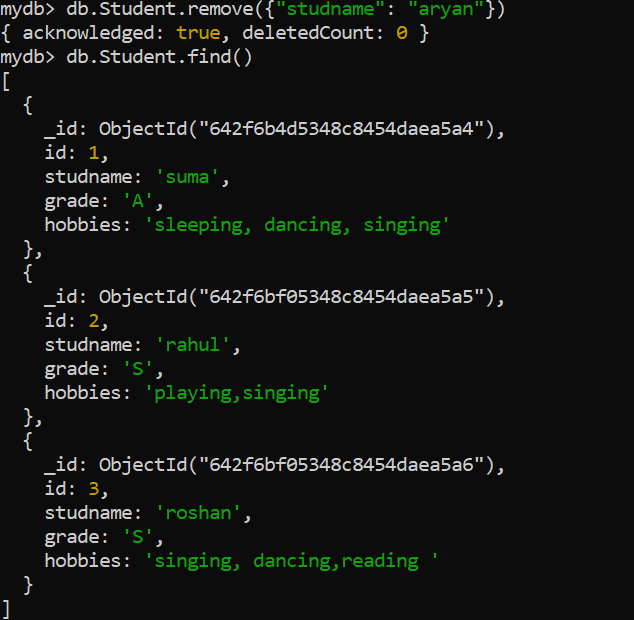 mydb> db.Student.remove({"studname": "aryan"})
{ acknowledged: true, deletedCount: 0 }
mydb> db.Student.find()
[
  {
    _id: ObjectId("642f6b4d5348c8454daea5a4"),
    id: 1,
    studname: 'suma',
    grade: 'A',
    hobbies: 'sleeping, dancing, singing'
  },
  {
    _id: ObjectId("642f6bf05348c8454daea5a5"),
    id: 2,
    studname: 'rahul',
    grade: 'S',
    hobbies: 'playing,singing'
  },
  {
    _id: ObjectId("642f6bf05348c8454daea5a6"),
    id: 3,
    studname: 'roshan',
    grade: 'S',
    hobbies: 'singing, dancing,reading '
  }
]